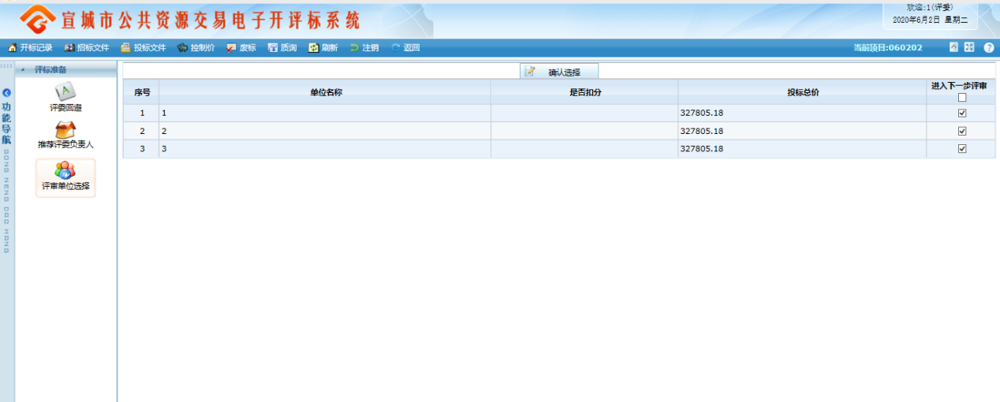 宣城市公共资源交易电子开评标系统
欢迎:1(评委)
2020年6月2日 星期二
开标记录 招标文件 投标文件 控制价 废标 质询 刷新 注销 返回 当前项目:060202
功能导航
评标准备
评委回避
推荐评委负责人
评审单位选择
确认选择
序号 单位名称 是否扣分 投标总价 进入下一步评审
1 1 327805.18
2 2 327805.18
3 3 327805.18